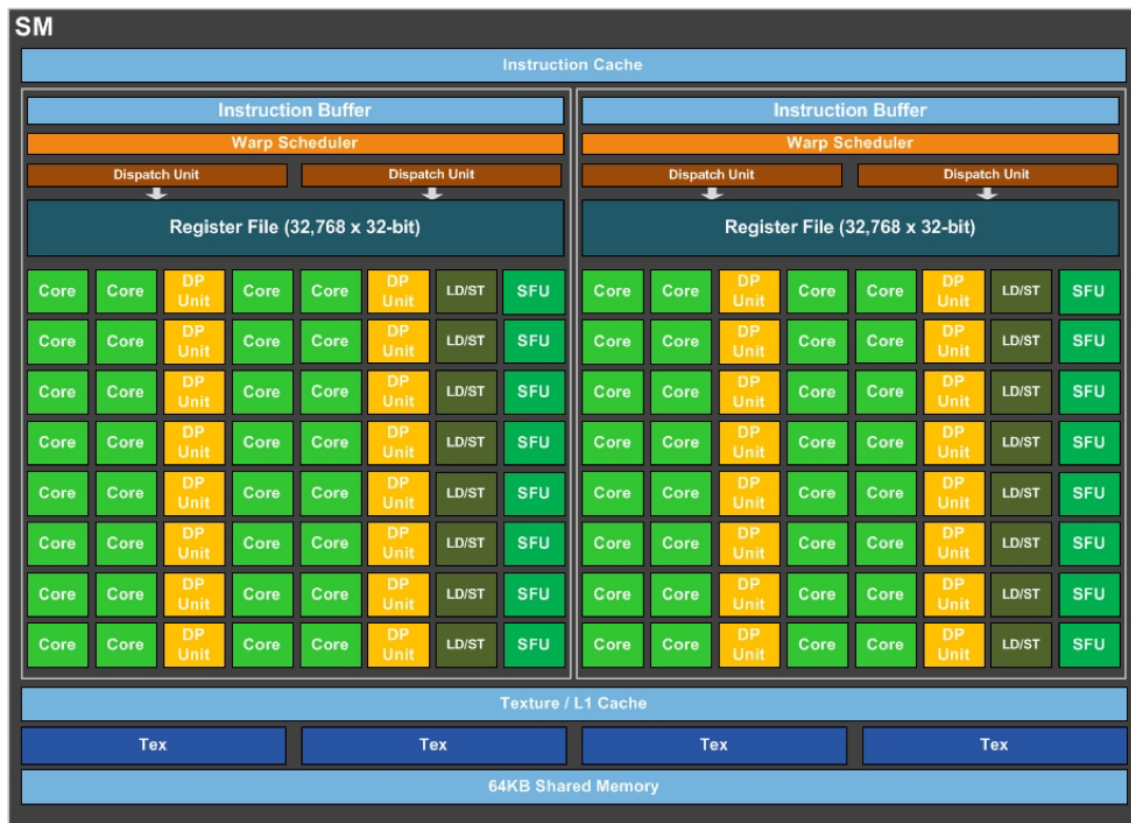 SM
Instruction Cache
Instruction Buffer Instruction Buffer
Warp Scheduler Warp Scheduler
Dispatch Unit Dispatch Unit Dispatch Unit Dispatch Unit
Register File (32,768 x 32-bit) Register File (32,768 x 32-bit)
Core Core DP Unit Core Core DP Unit LD/ST SFU Core Core DP Unit Core Core DP Unit LD/ST SFU
Core Core DP Unit Core Core DP Unit LD/ST SFU Core Core DP Unit Core Core DP Unit LD/ST SFU
Core Core DP Unit Core Core DP Unit LD/ST SFU Core Core DP Unit Core Core DP Unit LD/ST SFU
Core Core DP Unit Core Core DP Unit LD/ST SFU Core Core DP Unit Core Core DP Unit LD/ST SFU
Core Core DP Unit Core Core DP Unit LD/ST SFU Core Core DP Unit Core Core DP Unit LD/ST SFU
Core Core DP Unit Core Core DP Unit LD/ST SFU Core Core DP Unit Core Core DP Unit LD/ST SFU
Core Core DP Unit Core Core DP Unit LD/ST SFU Core Core DP Unit Core Core DP Unit LD/ST SFU
Core Core DP Unit Core Core DP Unit LD/ST SFU Core Core DP Unit Core Core DP Unit LD/ST SFU
Texture / L1 Cache
Tex Tex Tex Tex
64KB Shared Memory